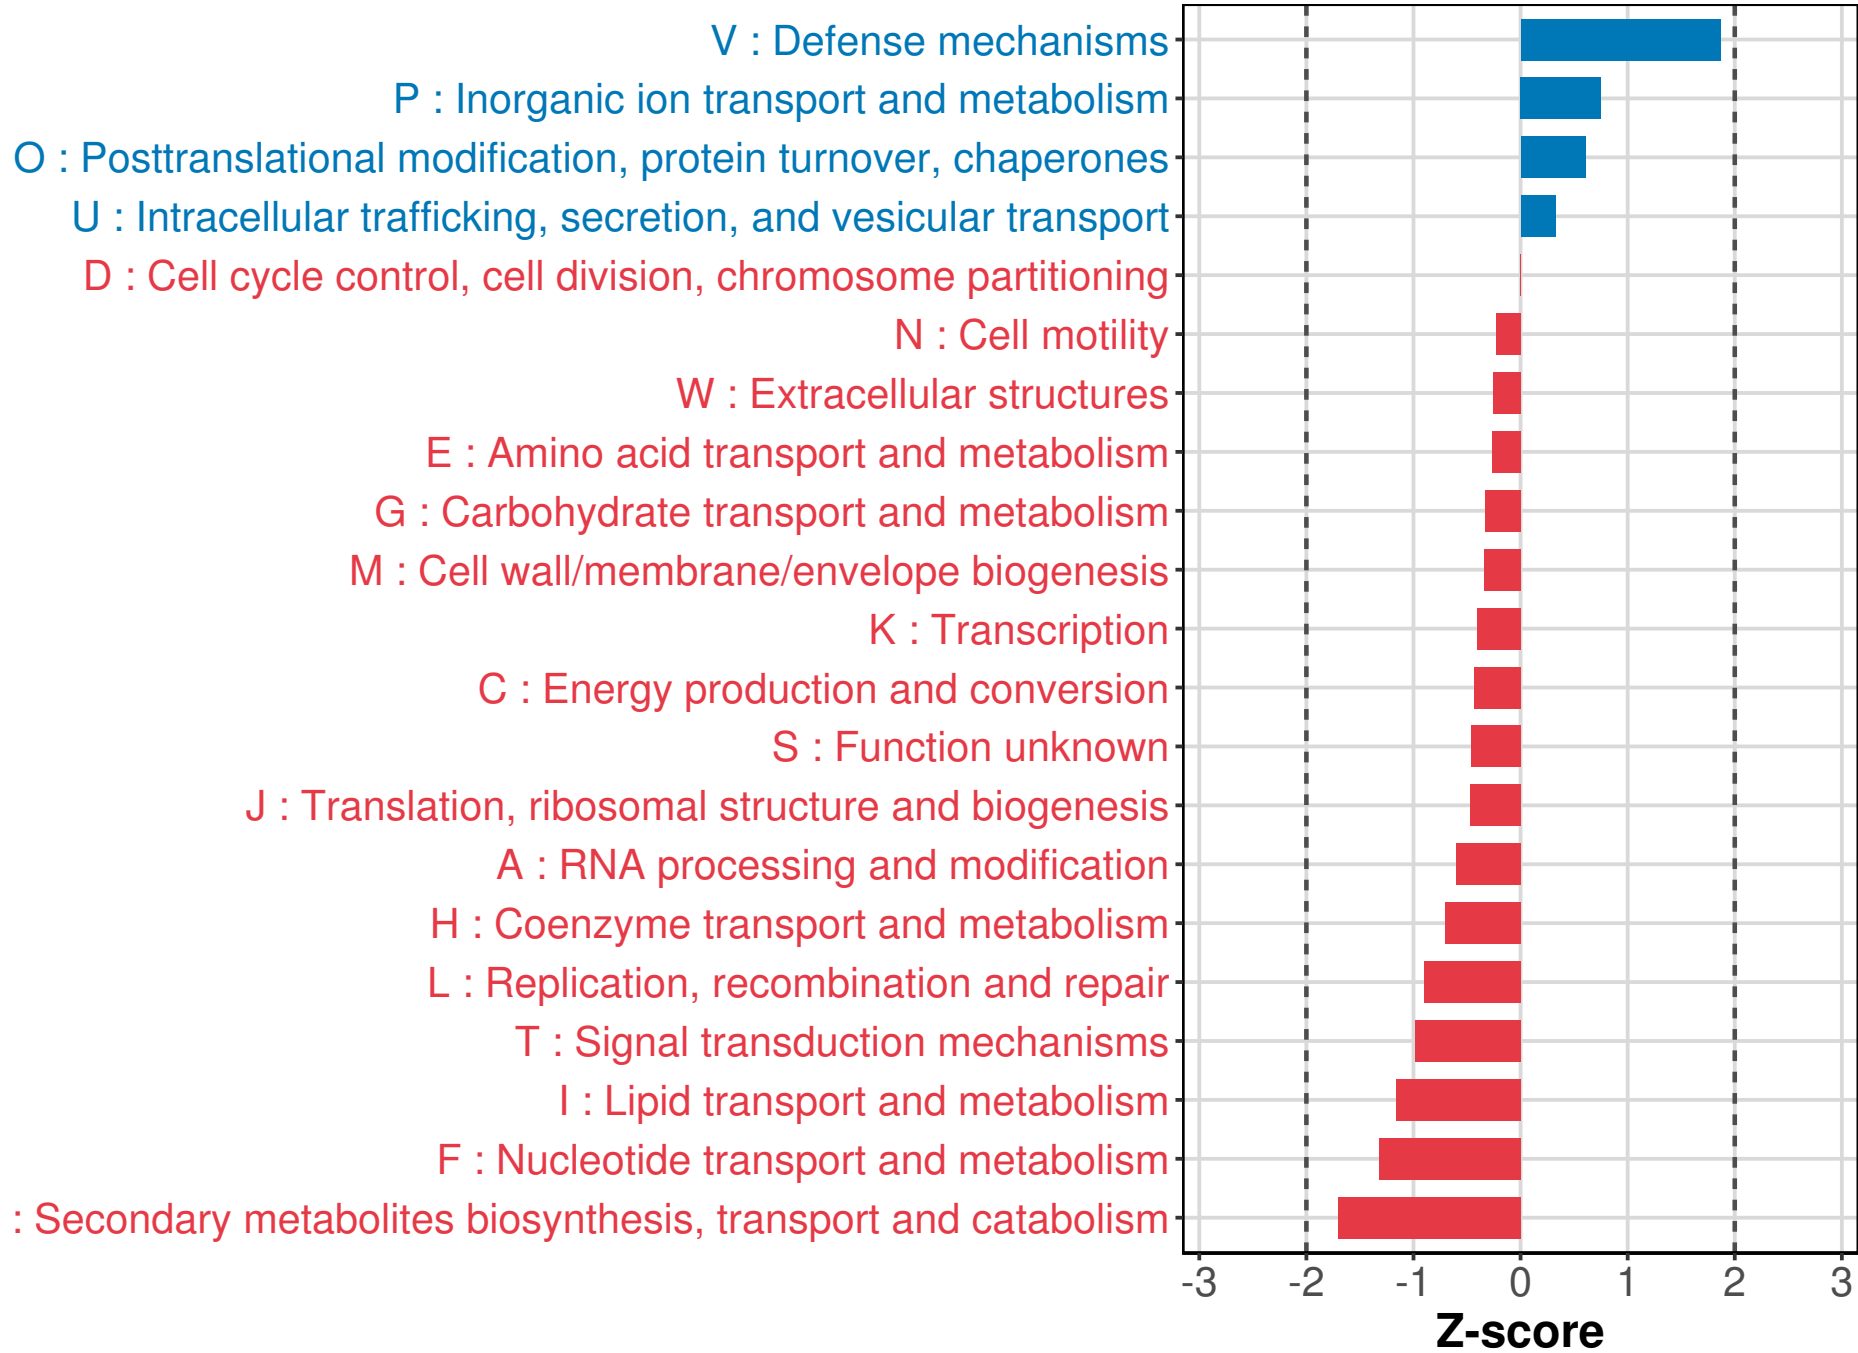 V : Defense mechanisms
P : Inorganic ion transport and metabolism
O : Posttranslational modification, protein turnover, chaperones
U : Intracellular trafficking, secretion, and vesicular transport
D : Cell cycle control, cell division, chromosome partitioning
N : Cell motility
W : Extracellular structures
E : Amino acid transport and metabolism
G : Carbohydrate transport and metabolism
M : Cell wall/membrane/envelope biogenesis
K : Transcription
C : Energy production and conversion
S : Function unknown
J : Translation, ribosomal structure and biogenesis
A : RNA processing and modification
H : Coenzyme transport and metabolism
L : Replication, recombination and repair
T : Signal transduction mechanisms
I : Lipid transport and metabolism
F : Nucleotide transport and metabolism
: Secondary metabolites biosynthesis, transport and catabolism
-3 -2 -1 0 1 2 3
Z-score